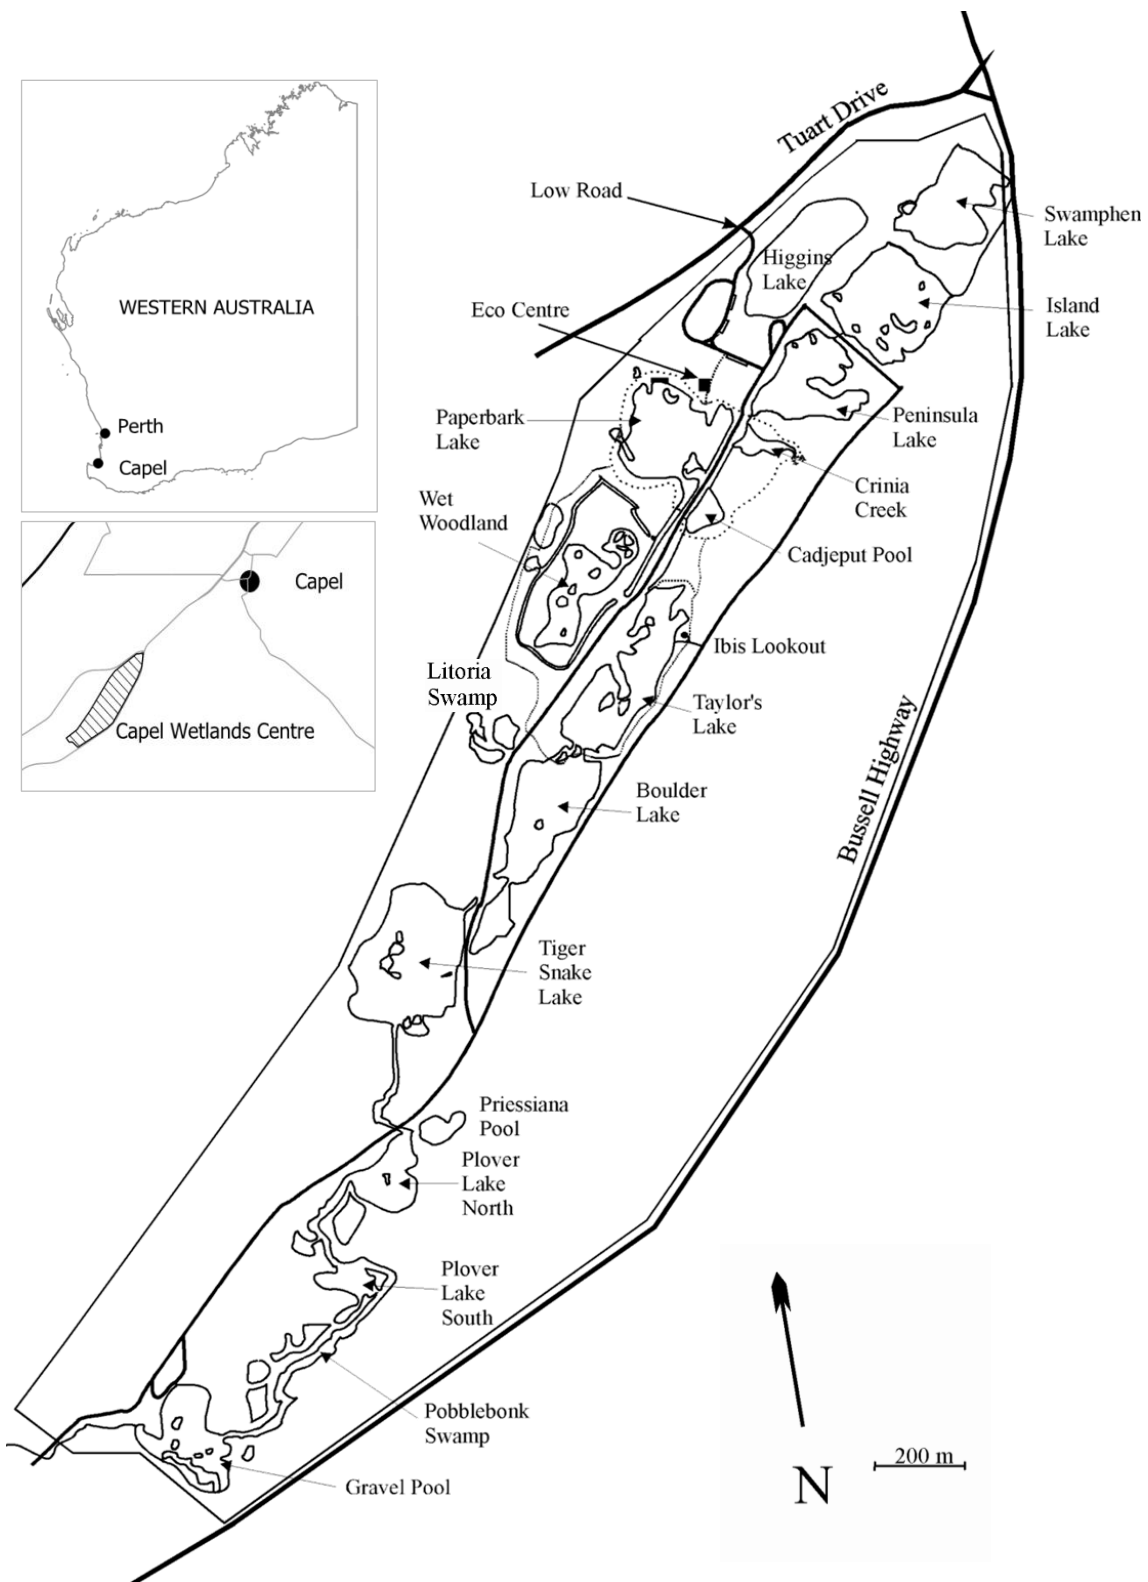 Tuart Drive
Low Road
Swamphen
Lake
Higgins
Lake
WESTERN AUSTRALIA
Eco Centre
Island
Lake
Perth
Capel
Paperbark
Lake
Peninsula
Lake
Wet
Woodland
Crinia
Creek
Cadjeput Pool
Capel
Ibis Lookout
Litoria
Swamp
Taylor's
Lake
Capel Wetlands Centre
Boulder
Lake
Bussell Highway
Tiger
Snake
Lake
Priessiana
Pool
Plover
Lake
North
Plover
Lake
South
Pobblebonk
Swamp
Gravel Pool
N
200 m